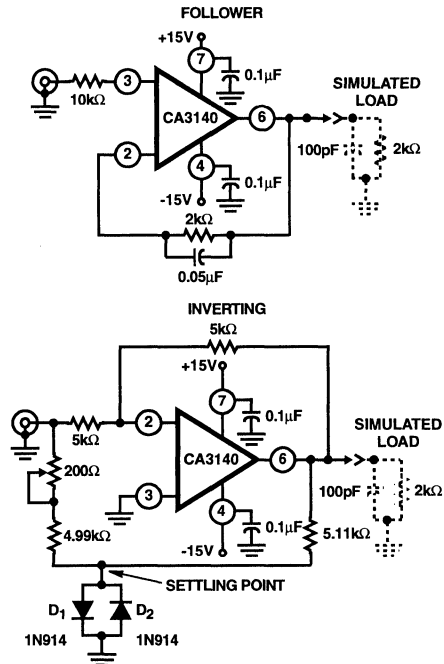 FOLLOWER
+15V
7
0.1µF
SIMULATED
LOAD
3
10kΩ
CA3140
6
100pF
2kΩ
2
4
0.1µF
-15V
2kΩ
0.05µF
INVERTING
5kΩ
+15V
7
0.1µF
SIMULATED
LOAD
2
5kΩ
CA3140
6
200Ω
100pF
2kΩ
3
4
0.1µF
4.99kΩ
5.11kΩ
-15V
SETTLING POINT
D1
D2
1N914
1N914